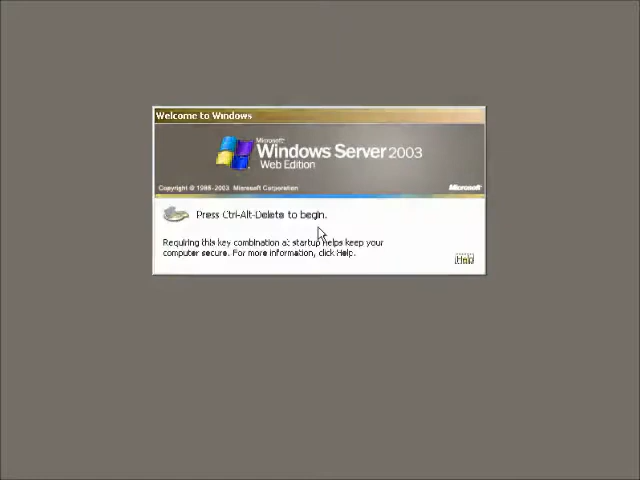 Welcome to Windows
Microsoft
Windows Server 2003
Web Edition
Copyright © 1985-2003 Microsoft Corporation
Microsoft
Press Ctrl-Alt-Delete to begin.
Requiring this key combination at startup helps keep your
computer secure. For more information, click Help.
Help